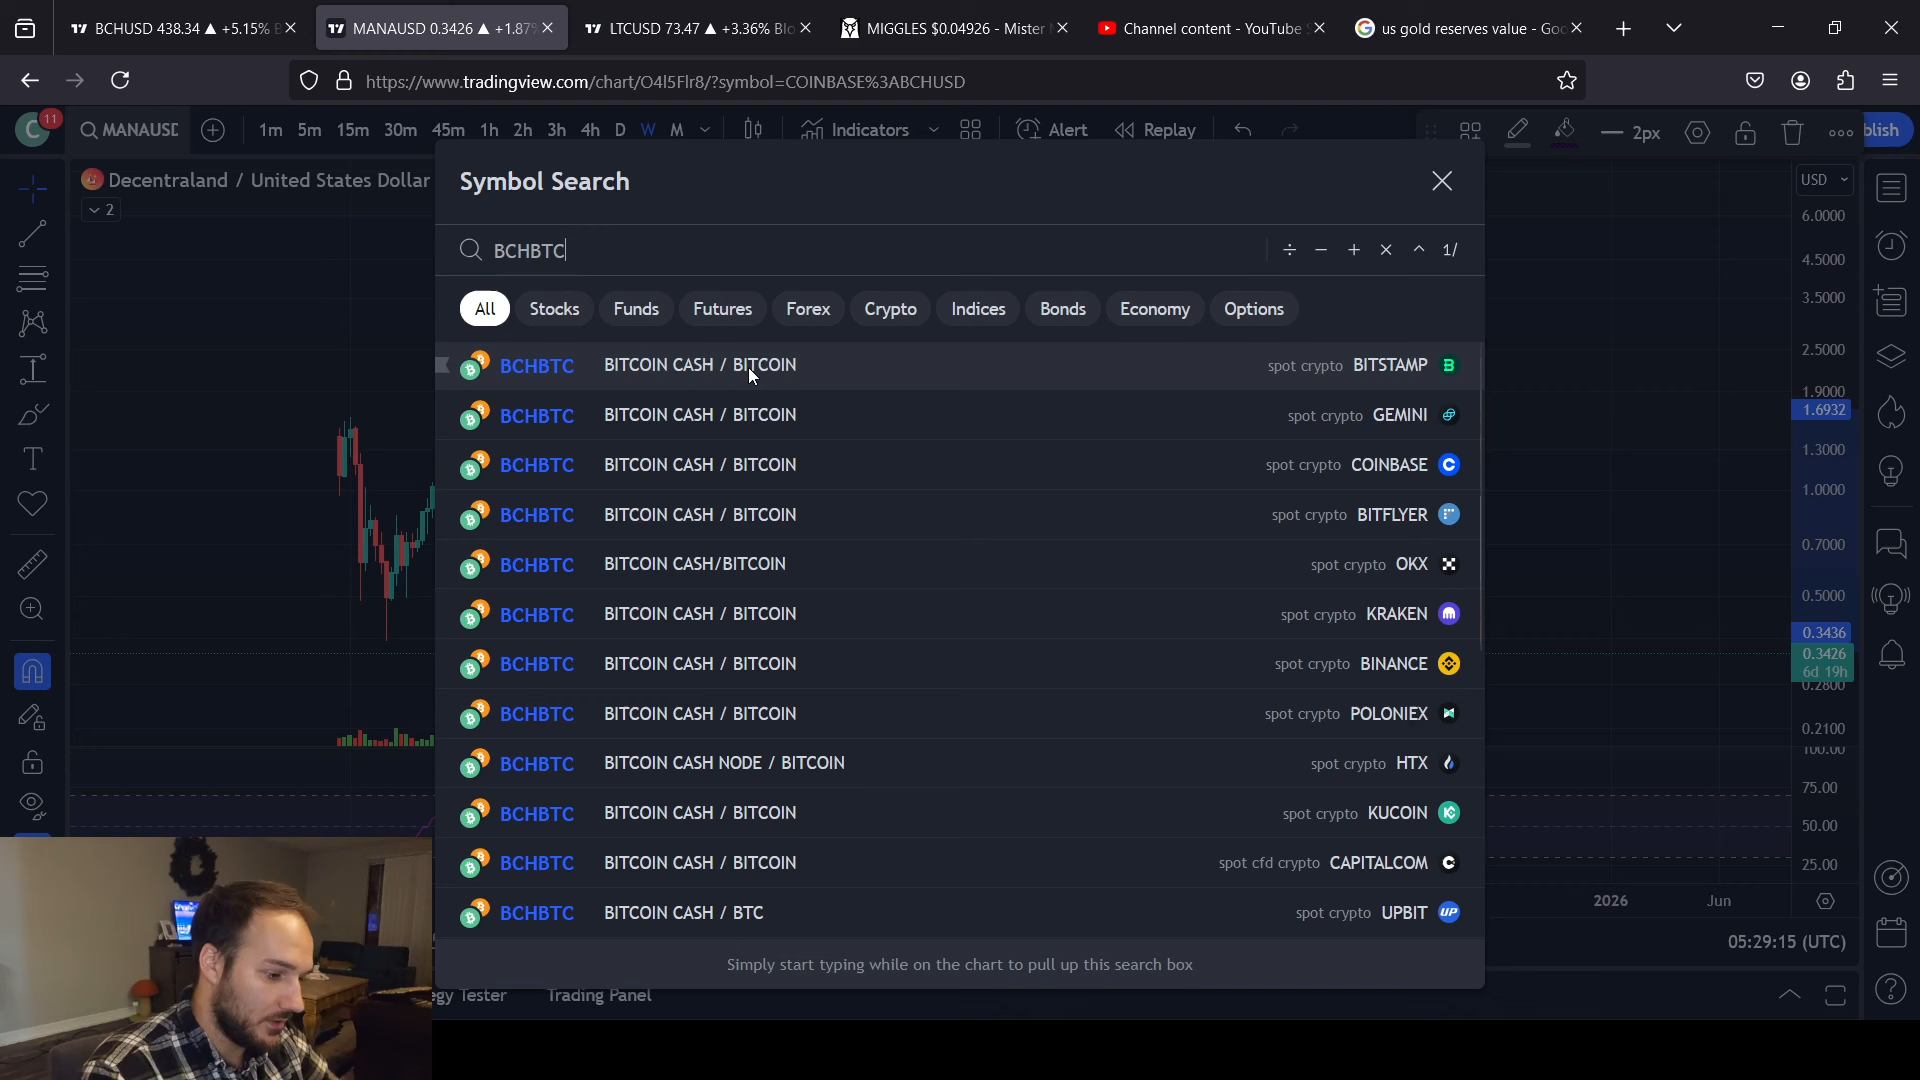 BCHUSD 438.34 ▲ +5.15%
MANAUSD 0.3426 ▲ +1.87%
LTCUSD 73.47 ▲ +3.36% Blo
MIGGLES $0.04926 - Mister
Channel content - YouTube
us gold reserves value - Goo
https://www.tradingview.com/chart/O4l5Flr8/?symbol=COINBASE%3ABCHUSD
C 11 MANAUSD 1m 5m 15m 30m 45m 1h 2h 3h 4h D W M Indicators Alert Replay 2px blish
Decentraland / United States Dollar
2
USD
Symbol Search
BCHBTC
÷ − + × ^ 1/
All Stocks Funds Futures Forex Crypto Indices Bonds Economy Options
BCHBTC BITCOIN CASH / BITCOIN spot crypto BITSTAMP
BCHBTC BITCOIN CASH / BITCOIN spot crypto GEMINI
BCHBTC BITCOIN CASH / BITCOIN spot crypto COINBASE
BCHBTC BITCOIN CASH / BITCOIN spot crypto BITFLYER
BCHBTC BITCOIN CASH/BITCOIN spot crypto OKX
BCHBTC BITCOIN CASH / BITCOIN spot crypto KRAKEN
BCHBTC BITCOIN CASH / BITCOIN spot crypto BINANCE
BCHBTC BITCOIN CASH / BITCOIN spot crypto POLONIEX
BCHBTC BITCOIN CASH NODE / BITCOIN spot crypto HTX
BCHBTC BITCOIN CASH / BITCOIN spot crypto KUCOIN
BCHBTC BITCOIN CASH / BITCOIN spot cfd crypto CAPITALCOM
BCHBTC BITCOIN CASH / BTC spot crypto UPBIT UP
Simply start typing while on the chart to pull up this search box
6.0000
4.5000
3.5000
2.5000
1.9000
1.6932
1.3000
1.0000
0.7000
0.5000
0.3436
0.3426
6d 19h
0.2800
0.2100
100.00
75.00
50.00
25.00
2026 Jun
05:29:15 (UTC)
egy Tester Trading Panel